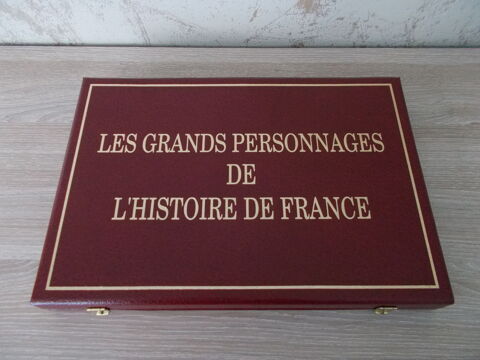 LES GRANDS PERSONNAGES
DE
L'HISTOIRE DE FRANCE